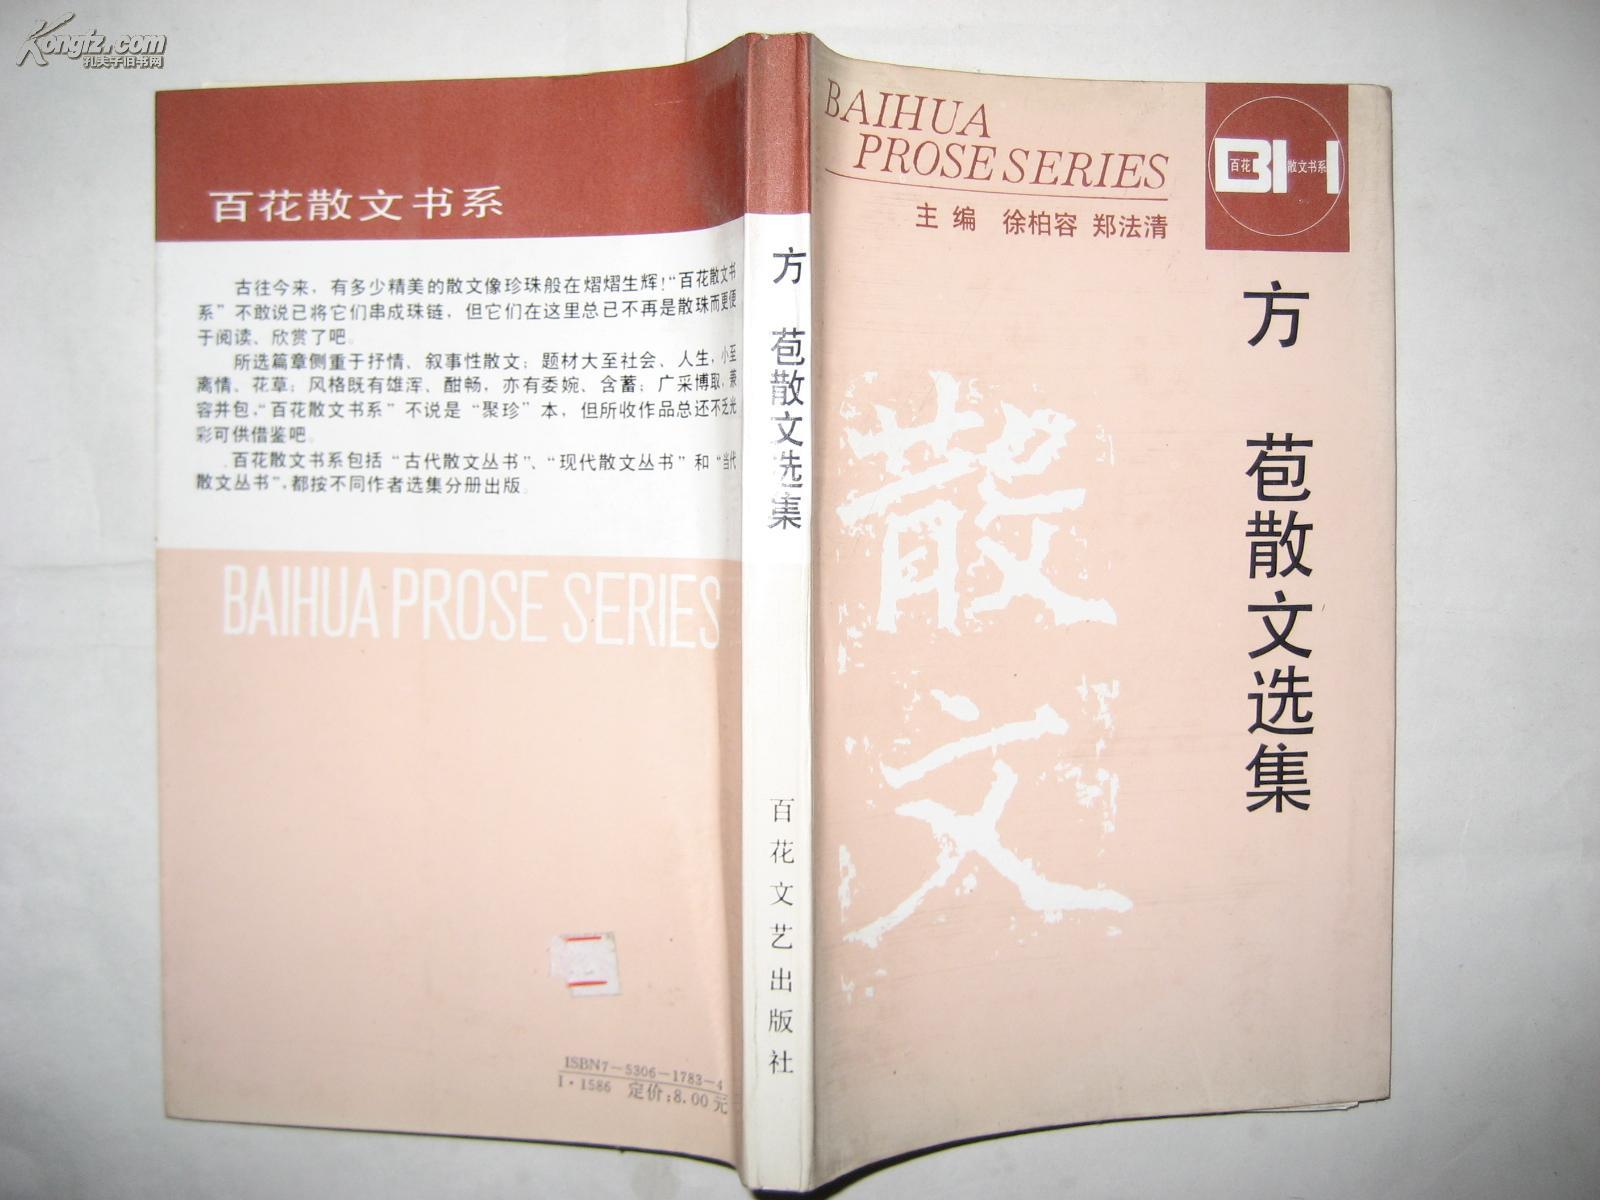 Kongfz.com
孔夫子旧书网
百花散文书系
古往今来，有多少精美的散文像珍珠般在熠熠生辉！“百花散文书
系”不敢说已将它们串成珠链，但它们在这里总已不再是散珠而更便
于阅读、欣赏了吧。
所选篇章侧重于抒情、叙事性散文；题材大至社会、人生，小至
离情、花草；风格既有雄浑、酣畅，亦有委婉、含蓄；广采博取，兼
容并包，“百花散文书系”不说是“聚珍”本，但所收作品总还不乏光
彩可供借鉴吧。
百花散文书系包括“古代散文丛书”、“现代散文丛书”和“当代
散文丛书”，都按不同作者选集分册出版。
BAIHUA PROSE SERIES
ISBN7-5306-1783-4
I·1586 定价:8.00元
方 苞散文选集
百花文艺出版社
BAIHUA
PROSE SERIES
主编 徐柏容 郑法清
BH
百花 散文书系
方 苞散文选集
散文